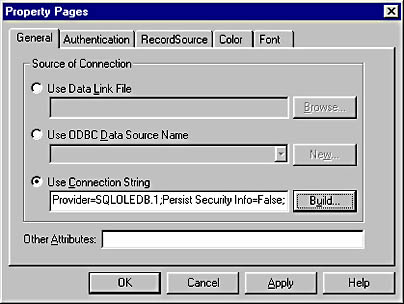 Property Pages
General Authentication RecordSource Color Font
Source of Connection
Use Data Link File
Browse...
Use ODBC Data Source Name
New...
Use Connection String
Provider=SQLOLEDB.1;Persist Security Info=False;
Build...
Other Attributes:
OK Cancel Apply Help